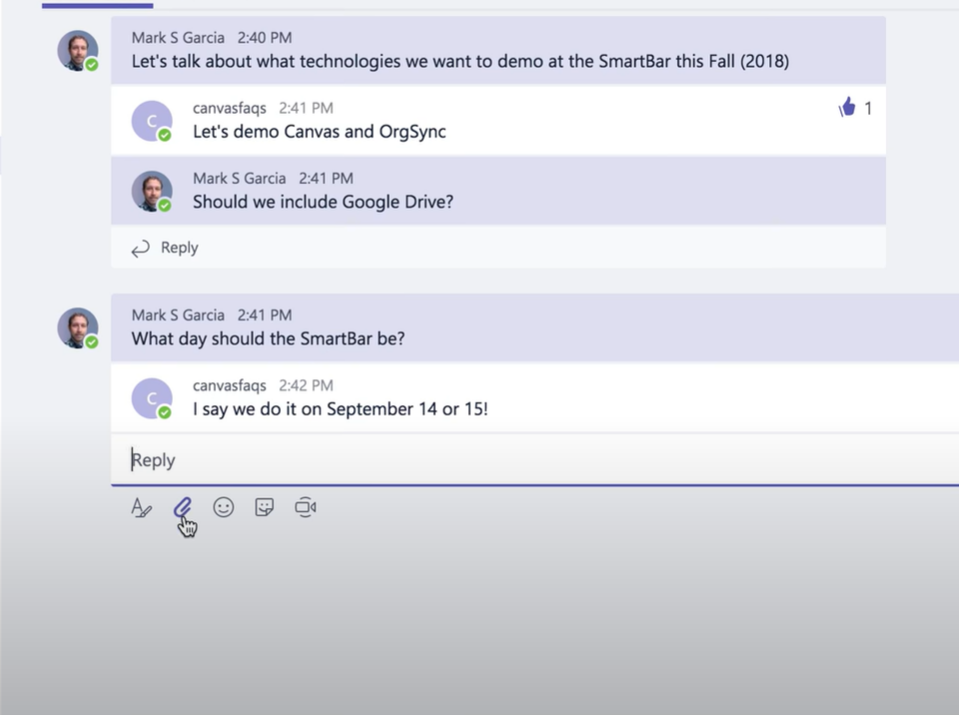 Mark S Garcia 2:40 PM
Let's talk about what technologies we want to demo at the SmartBar this Fall (2018)
C
canvasfaqs 2:41 PM
1
Let's demo Canvas and OrgSync
Mark S Garcia 2:41 PM
Should we include Google Drive?
Reply
Mark S Garcia 2:41 PM
What day should the SmartBar be?
C
canvasfaqs 2:42 PM
I say we do it on September 14 or 15!
Reply